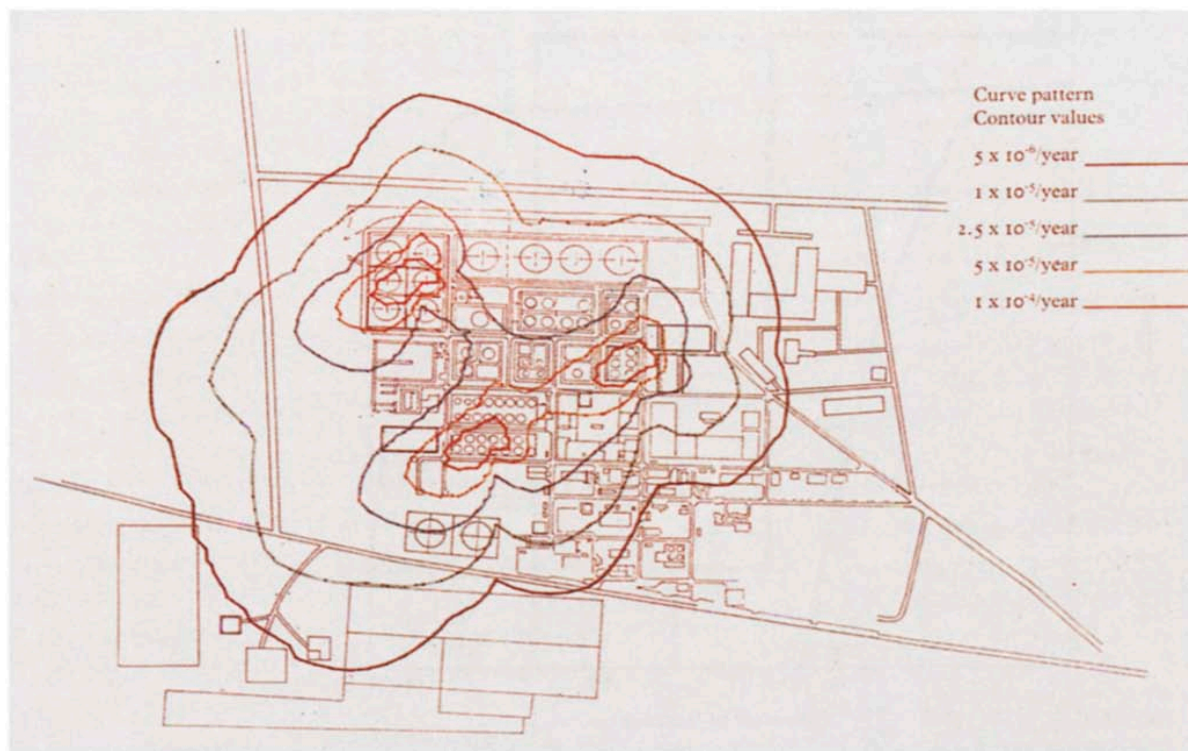 Curve pattern
Contour values
5 x 10⁻⁶/year
1 x 10⁻⁵/year
2.5 x 10⁻⁵/year
5 x 10⁻⁵/year
1 x 10⁻⁴/year